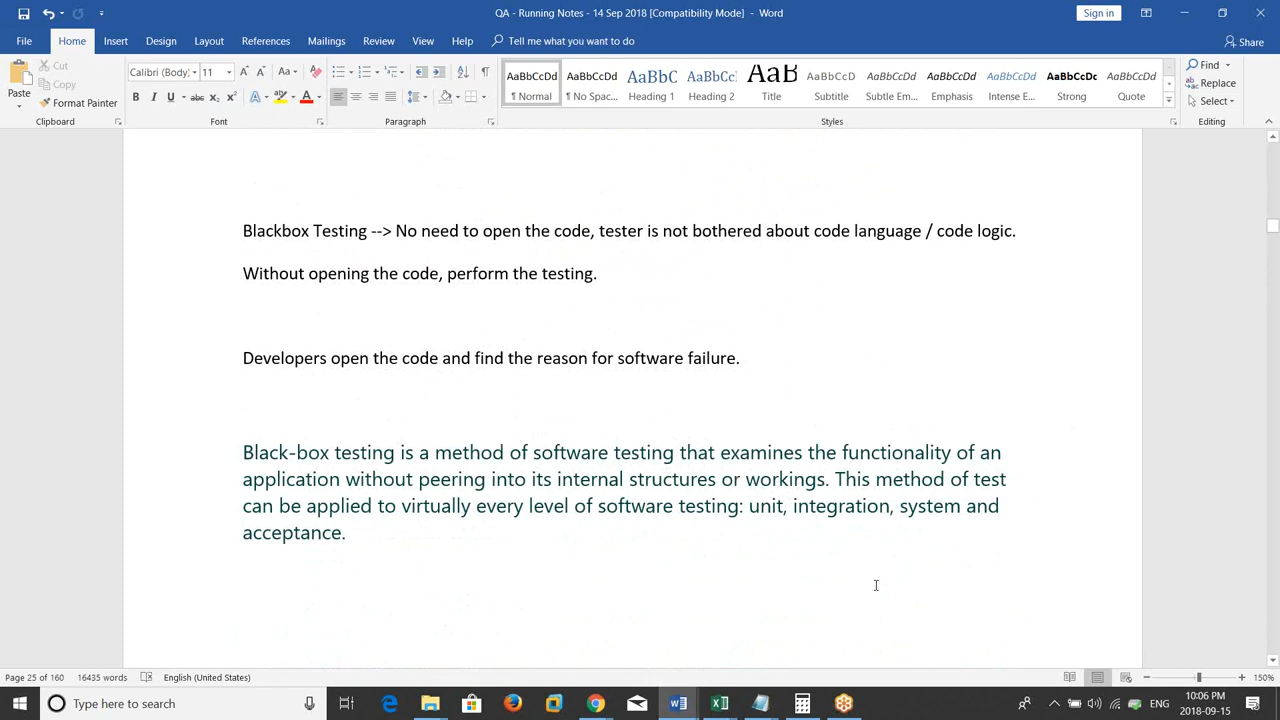 QA - Running Notes - 14 Sep 2018 [Compatibility Mode] - Word
Sign in
File Home Insert Design Layout References Mailings Review View Help Tell me what you want to do Share
Paste
Cut
Copy
Format Painter
Clipboard
Calibri (Body) 11
Font
Paragraph
AaBbCcDd AaBbCcDd AaBbC AaBbCc AaB AaBbCcD AaBbCcDd AaBbCcDd AaBbCcDd AaBbCcDc AaBbCcDd
¶ Normal ¶ No Spac... Heading 1 Heading 2 Title Subtitle Subtle Em... Emphasis Intense E... Strong Quote
Styles
Find
Replace
Select
Editing
Blackbox Testing --> No need to open the code, tester is not bothered about code language / code logic.
Without opening the code, perform the testing.
Developers open the code and find the reason for software failure.
Black-box testing is a method of software testing that examines the functionality of an
application without peering into its internal structures or workings. This method of test
can be applied to virtually every level of software testing: unit, integration, system and
acceptance.
Page 25 of 160 16435 words English (United States) 150%
Type here to search
10:06 PM
2018-09-15